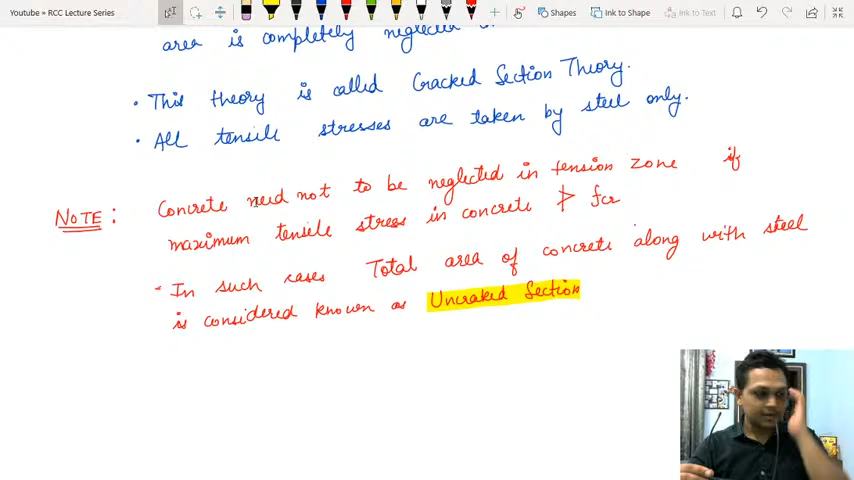 Youtube » RCC Lecture Series
Shapes
Ink to Shape
Ink to Text
area is completely neglected
• This theory is called Cracked Section Theory.
• All tensile stresses are taken by steel only.
NOTE: Concrete need not to be neglected in tension zone if
maximum tensile stress in concrete ≯ fcr
• In such cases Total area of concrete along with steel
is considered known as Uncraked Section